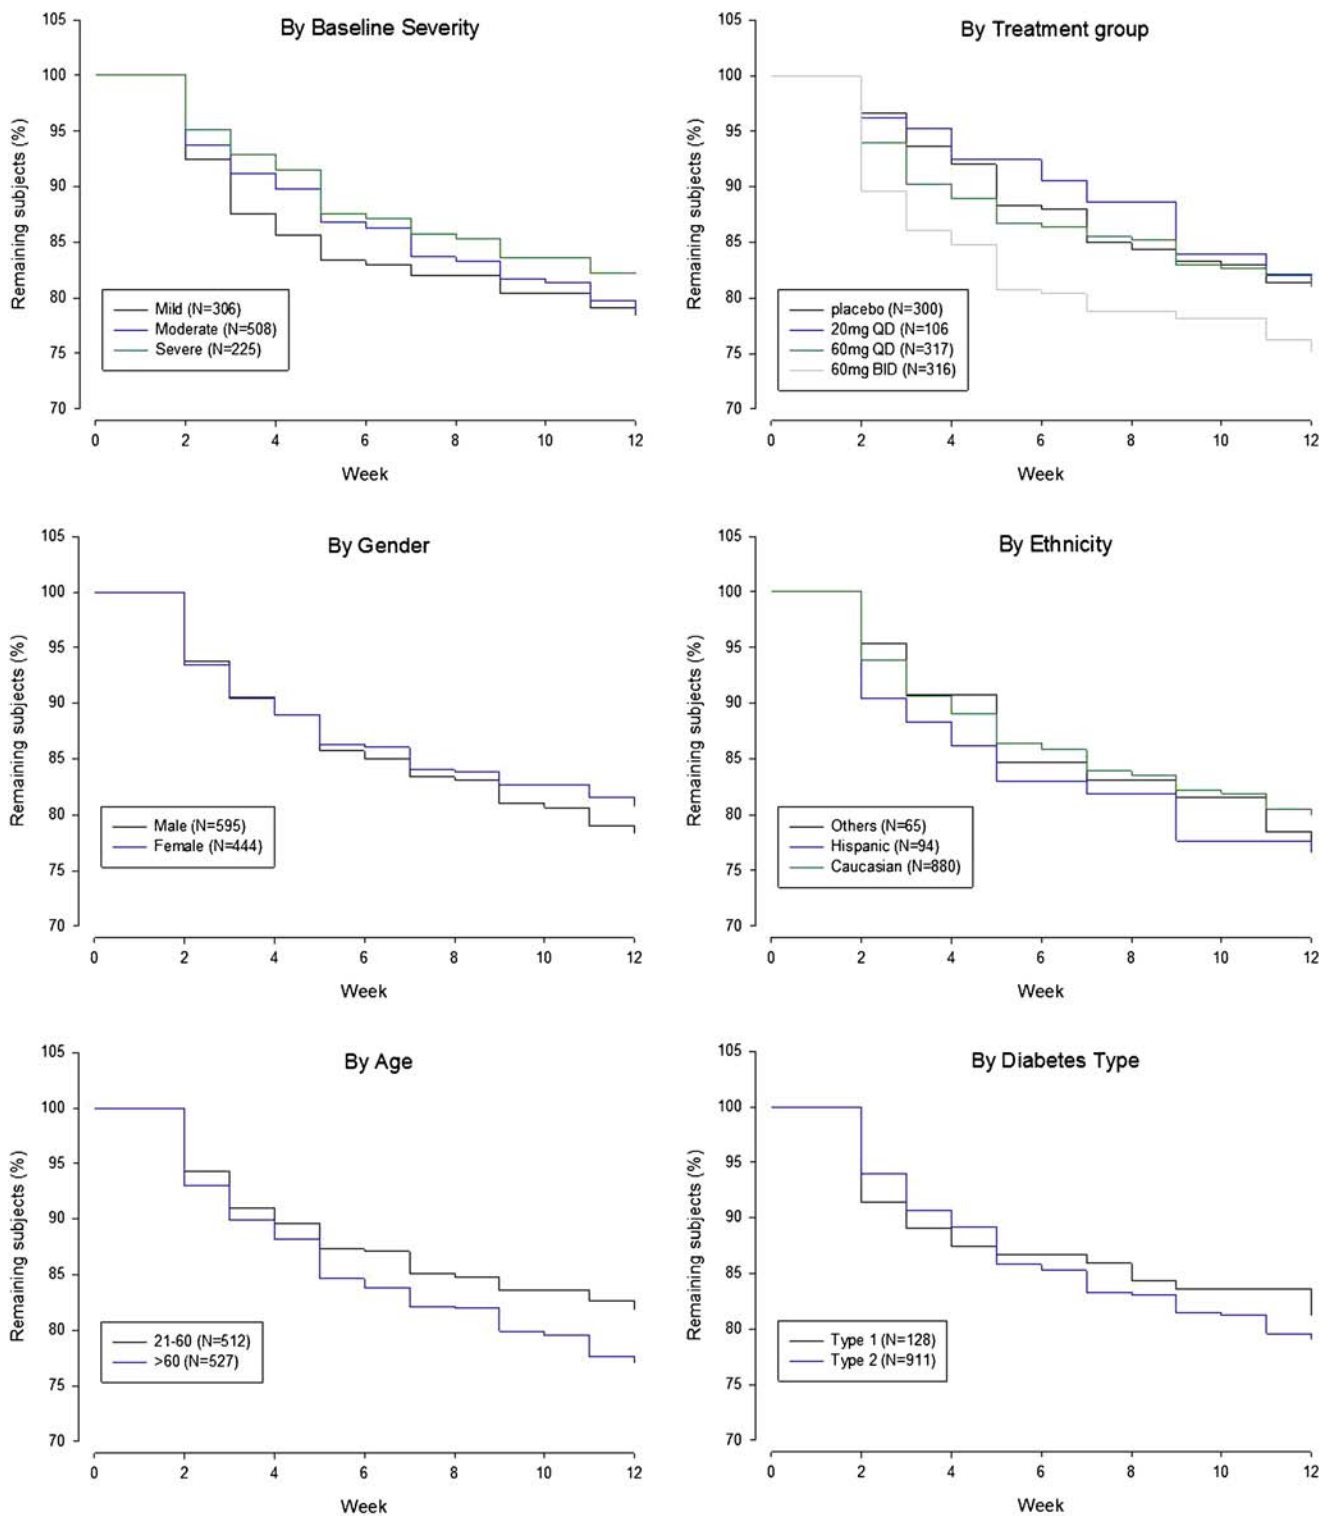 By Baseline Severity
105
100
95
90
85
80
75
70
Remaining subjects (%)
Mild (N=306)
Moderate (N=508)
Severe (N=225)
0 2 4 6 8 10 12
Week
By Treatment group
105
100
95
90
85
80
75
70
Remaining subjects (%)
placebo (N=300)
20mg QD (N=106
60mg QD (N=317)
60mg BID (N=316)
0 2 4 6 8 10 12
Week
By Gender
105
100
95
90
85
80
75
70
Remaining subjects (%)
Male (N=595)
Female (N=444)
0 2 4 6 8 10 12
Week
By Ethnicity
105
100
95
90
85
80
75
70
Remaining subjects (%)
Others (N=65)
Hispanic (N=94)
Caucasian (N=880)
0 2 4 6 8 10 12
Week
By Age
105
100
95
90
85
80
75
70
Remaining subjects (%)
21-60 (N=512)
>60 (N=527)
0 2 4 6 8 10 12
Week
By Diabetes Type
105
100
95
90
85
80
75
70
Remaining subjects (%)
Type 1 (N=128)
Type 2 (N=911)
0 2 4 6 8 10 12
Week